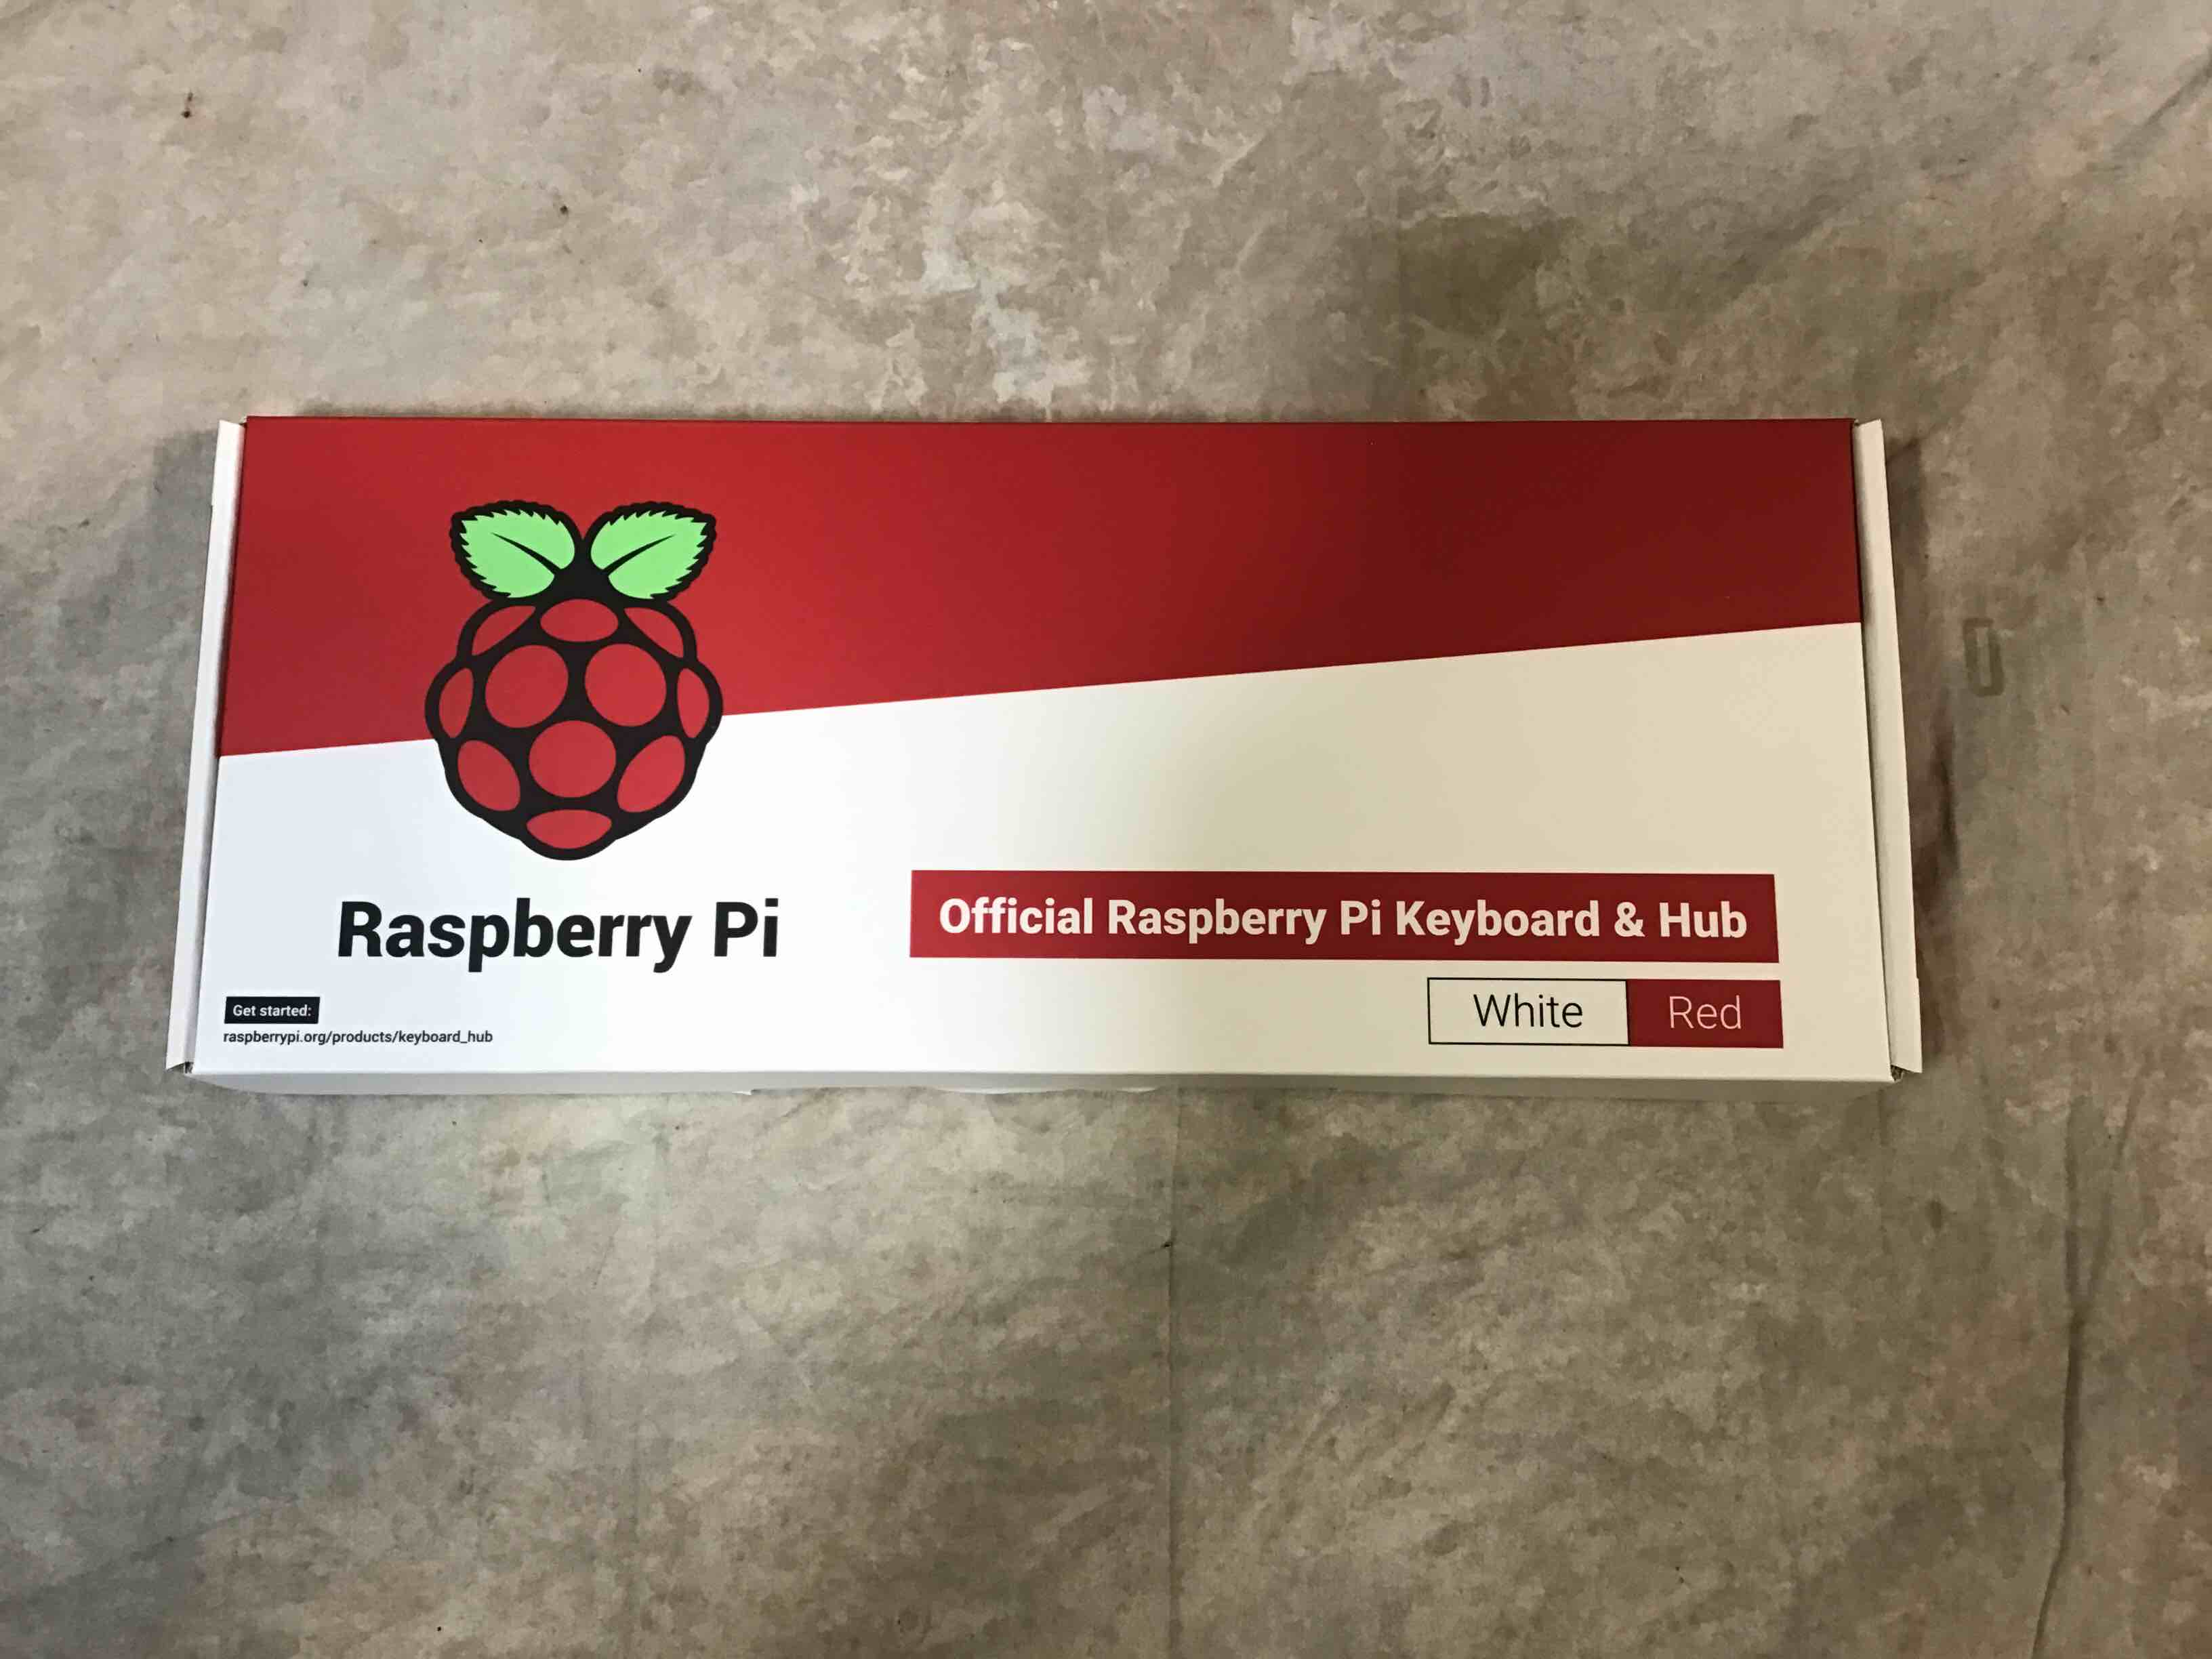 Raspberry Pi
Official Raspberry Pi Keyboard & Hub
White Red
Get started:
raspberrypi.org/products/keyboard_hub